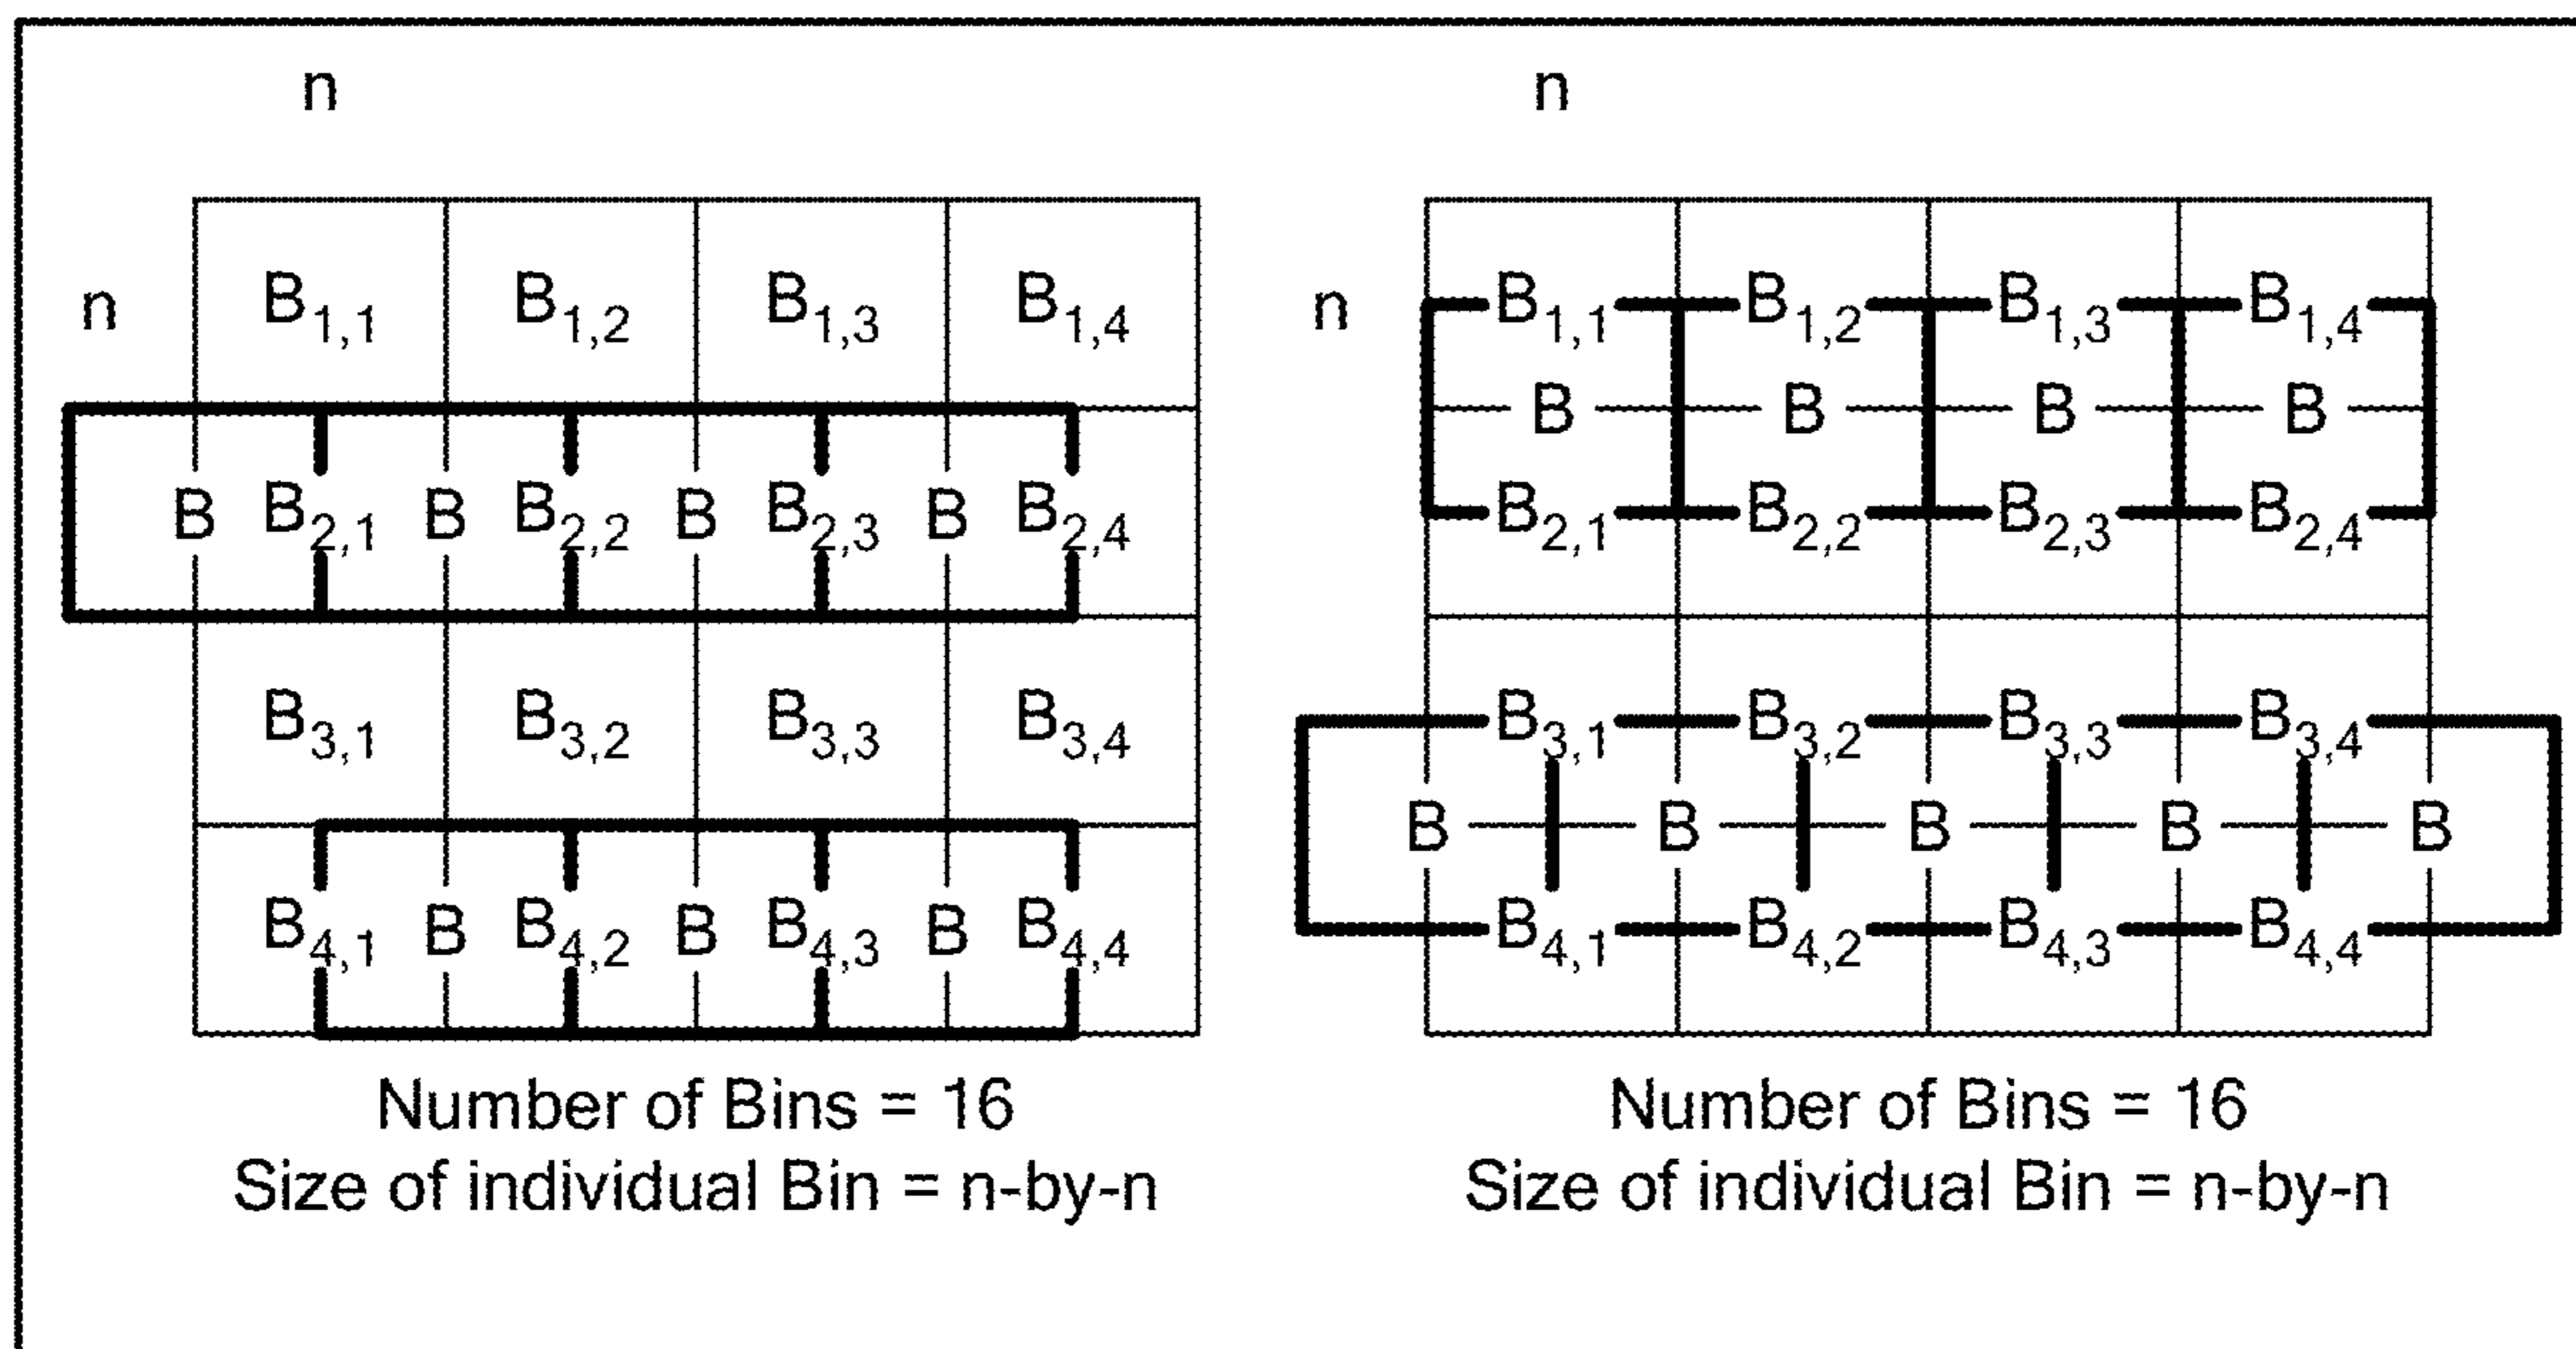 n
n B1,1 B1,2 B1,3 B1,4
B B2,1 B B2,2 B B2,3 B B2,4
B3,1 B3,2 B3,3 B3,4
B4,1 B B4,2 B B4,3 B B4,4
Number of Bins = 16
Size of individual Bin = n-by-n
n
n B1,1 B1,2 B1,3 B1,4
B B B B
B2,1 B2,2 B2,3 B2,4
B3,1 B3,2 B3,3 B3,4
B B B B B
B4,1 B4,2 B4,3 B4,4
Number of Bins = 16
Size of individual Bin = n-by-n